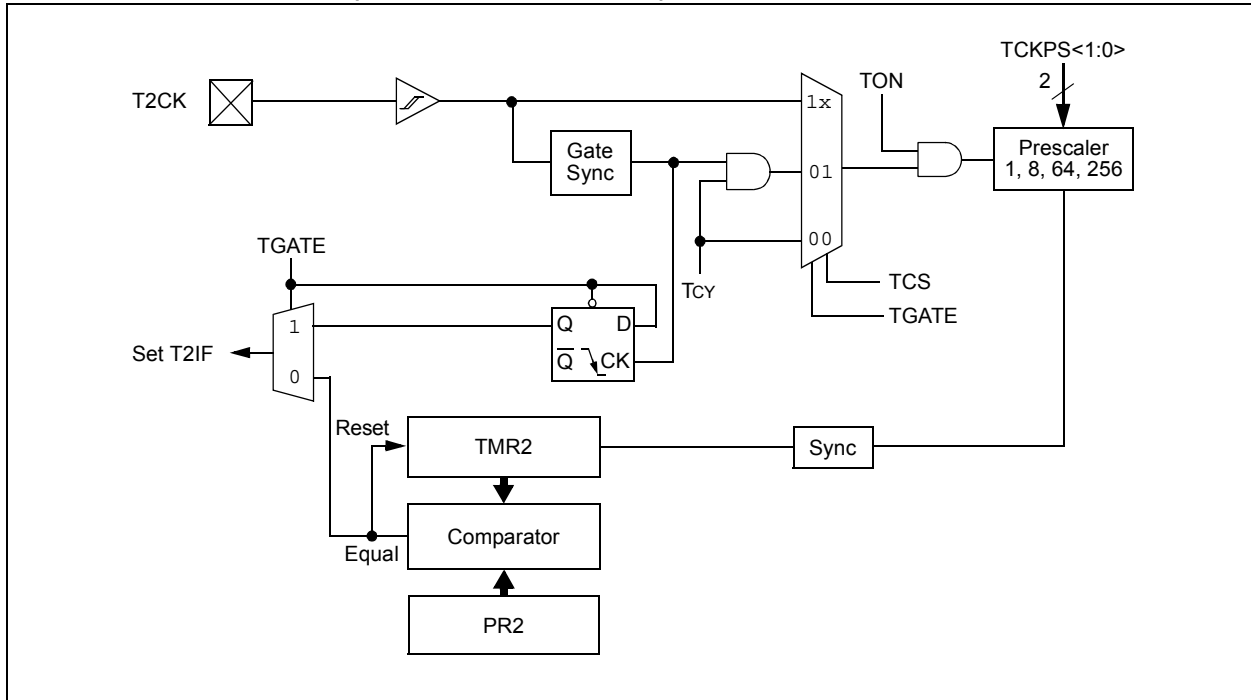 TCKPS<1:0>
2
TON
T2CK
1x
Prescaler
1, 8, 64, 256
Gate
Sync
01
00
TGATE
TCY
TCS
TGATE
1
Q
D
Set T2IF
Q
CK
0
Reset
TMR2
Sync
Equal
Comparator
PR2